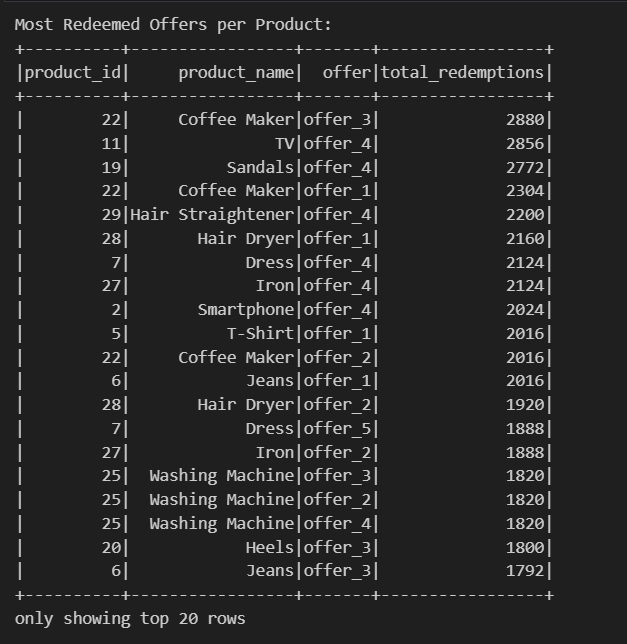 Most Redeemed Offers per Product:
+----------+-----------------+-------+-----------------+
|product_id|     product_name|  offer|total_redemptions|
+----------+-----------------+-------+-----------------+
|        22|     Coffee Maker|offer_3|             2880|
|        11|               TV|offer_4|             2856|
|        19|          Sandals|offer_4|             2772|
|        22|     Coffee Maker|offer_1|             2304|
|        29|Hair Straightener|offer_4|             2200|
|        28|       Hair Dryer|offer_1|             2160|
|         7|            Dress|offer_4|             2124|
|        27|             Iron|offer_4|             2124|
|         2|       Smartphone|offer_4|             2024|
|         5|          T-Shirt|offer_1|             2016|
|        22|     Coffee Maker|offer_2|             2016|
|         6|            Jeans|offer_1|             2016|
|        28|       Hair Dryer|offer_2|             1920|
|         7|            Dress|offer_5|             1888|
|        27|             Iron|offer_2|             1888|
|        25|  Washing Machine|offer_3|             1820|
|        25|  Washing Machine|offer_2|             1820|
|        25|  Washing Machine|offer_4|             1820|
|        20|            Heels|offer_3|             1800|
|         6|            Jeans|offer_3|             1792|
+----------+-----------------+-------+-----------------+
only showing top 20 rows